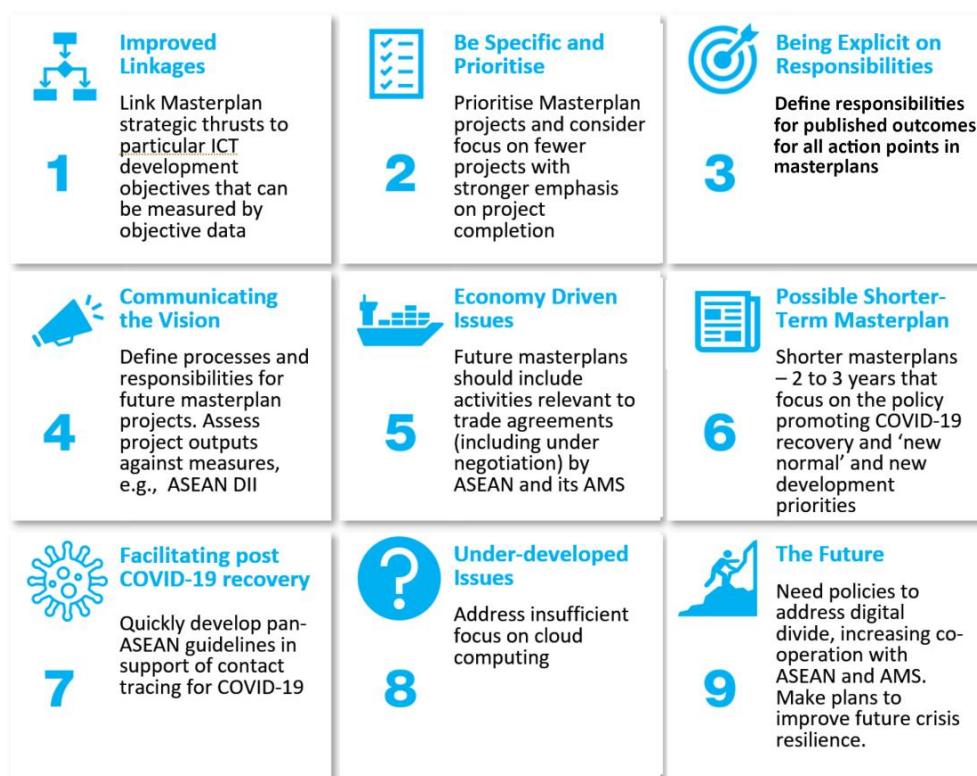 Improved
Linkages
Link Masterplan
strategic thrusts to
particular ICT
development
objectives that can
be measured by
objective data
1
Be Specific and
Prioritise
Prioritise Masterplan
projects and consider
focus on fewer
projects with
stronger emphasis
on project
completion
2
Being Explicit on
Responsibilities
Define responsibilities
for published outcomes
for all action points in
masterplans
3
Communicating
the Vision
Define processes and
responsibilities for
future masterplan
projects. Assess
project outputs
against measures,
e.g., ASEAN DII
4
Economy Driven
Issues
Future masterplans
should include
activities relevant to
trade agreements
(including under
negotiation) by
ASEAN and its AMS
5
Possible Shorter-
Term Masterplan
Shorter masterplans
– 2 to 3 years that
focus on the policy
promoting COVID-19
recovery and ‘new
normal’ and new
development
priorities
6
Facilitating post
COVID-19 recovery
Quickly develop pan-
ASEAN guidelines in
support of contact
tracing for COVID-19
7
Under-developed
Issues
Address insufficient
focus on cloud
computing
8
The Future
Need policies to
address digital
divide, increasing co-
operation with
ASEAN and AMS.
Make plans to
improve future crisis
resilience.
9